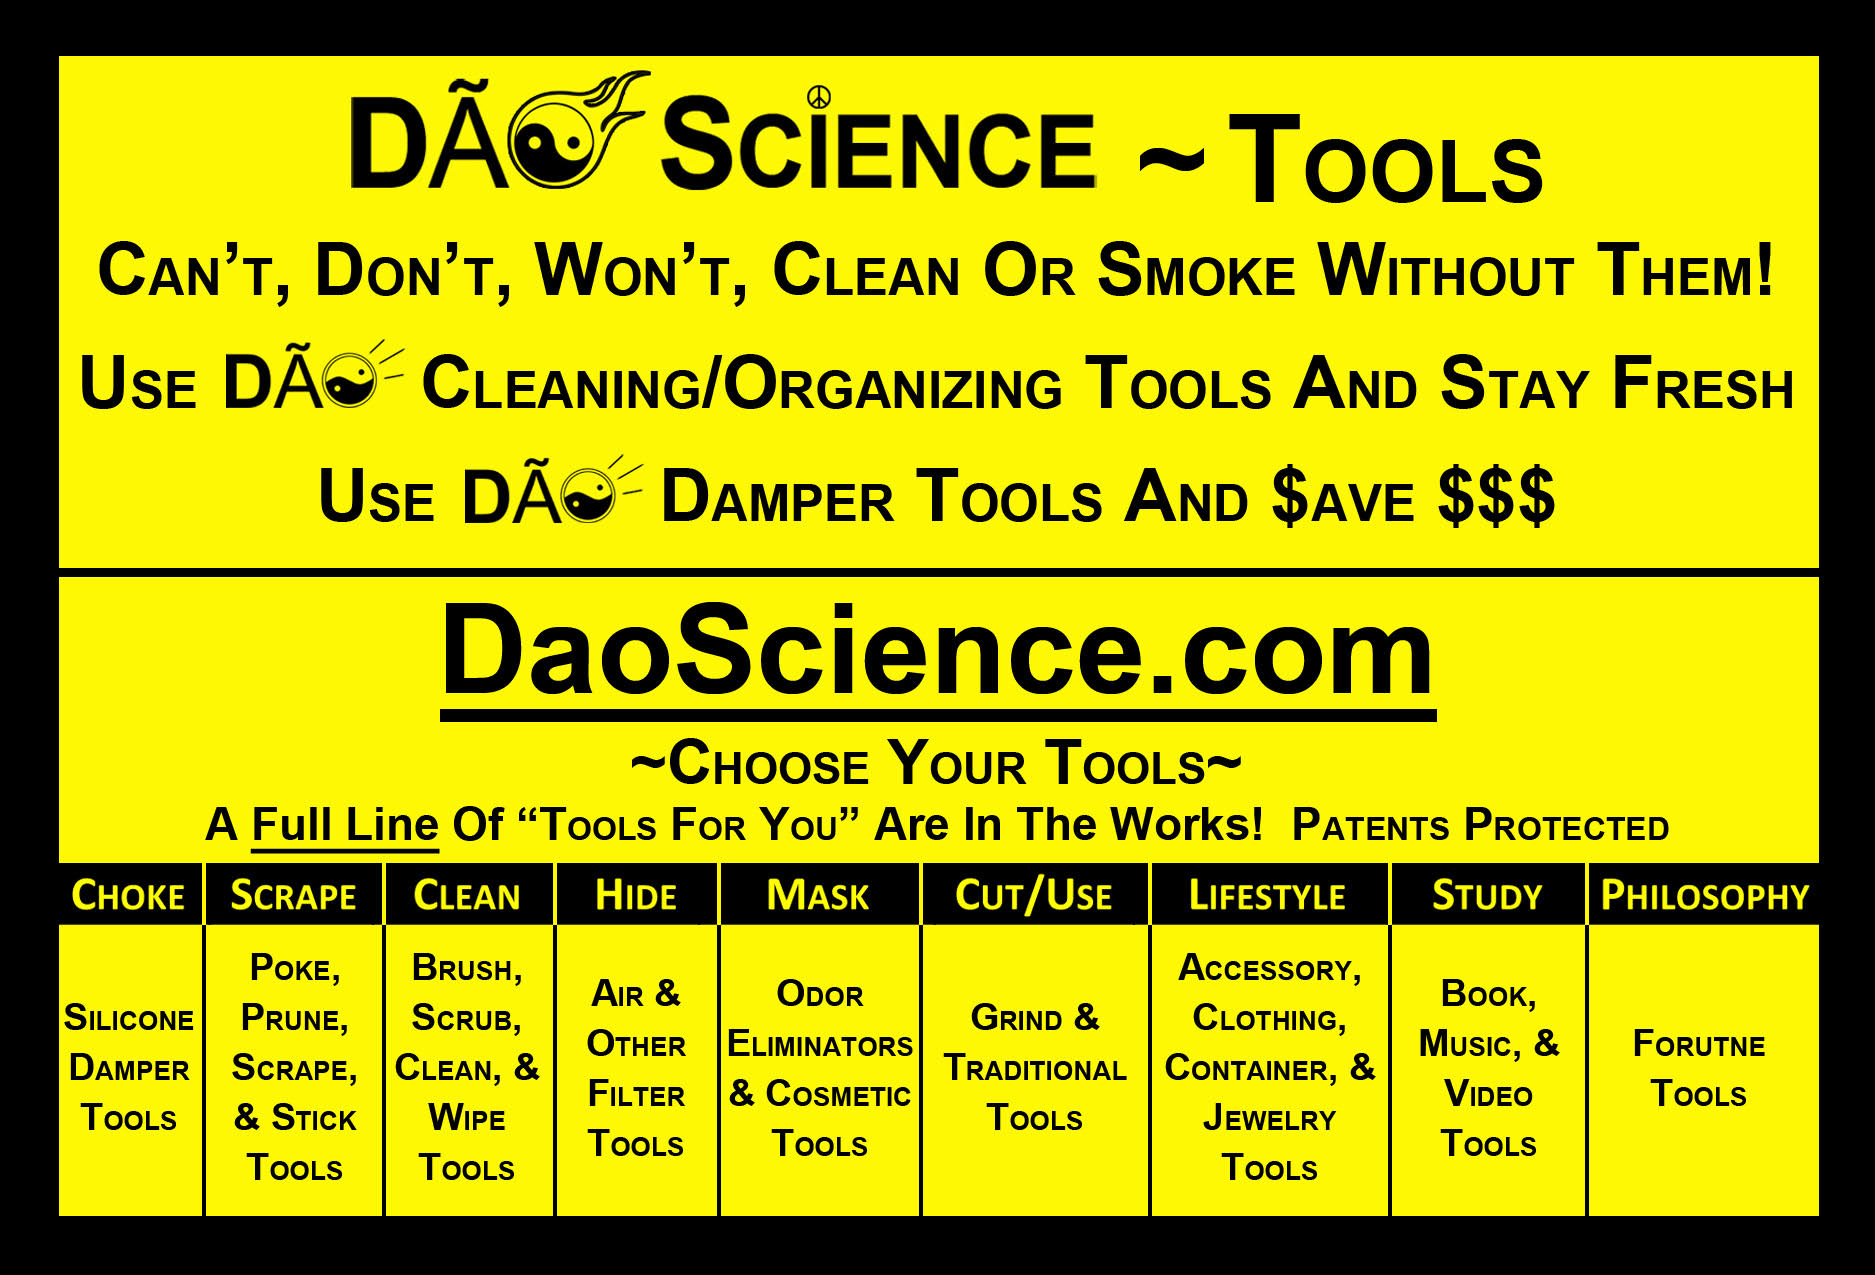 DÃO SCIENCE ~ TOOLS
CAN’T, DON’T, WON’T, CLEAN OR SMOKE WITHOUT THEM!
USE DÃO CLEANING/ORGANIZING TOOLS AND STAY FRESH
USE DÃO DAMPER TOOLS AND $AVE $$$
DaoScience.com
~CHOOSE YOUR TOOLS~
A Full Line Of “TOOLS FOR YOU” Are In The Works! PATENTS PROTECTED
CHOKE SCRAPE CLEAN HIDE MASK CUT/USE LIFESTYLE STUDY PHILOSOPHY
SILICONE
DAMPER
TOOLS
POKE,
PRUNE,
SCRAPE,
& STICK
TOOLS
BRUSH,
SCRUB,
CLEAN, &
WIPE
TOOLS
AIR &
OTHER
FILTER
TOOLS
ODOR
ELIMINATORS
& COSMETIC
TOOLS
GRIND &
TRADITIONAL
TOOLS
ACCESSORY,
CLOTHING,
CONTAINER, &
JEWELRY
TOOLS
BOOK,
MUSIC, &
VIDEO
TOOLS
FORUTNE
TOOLS